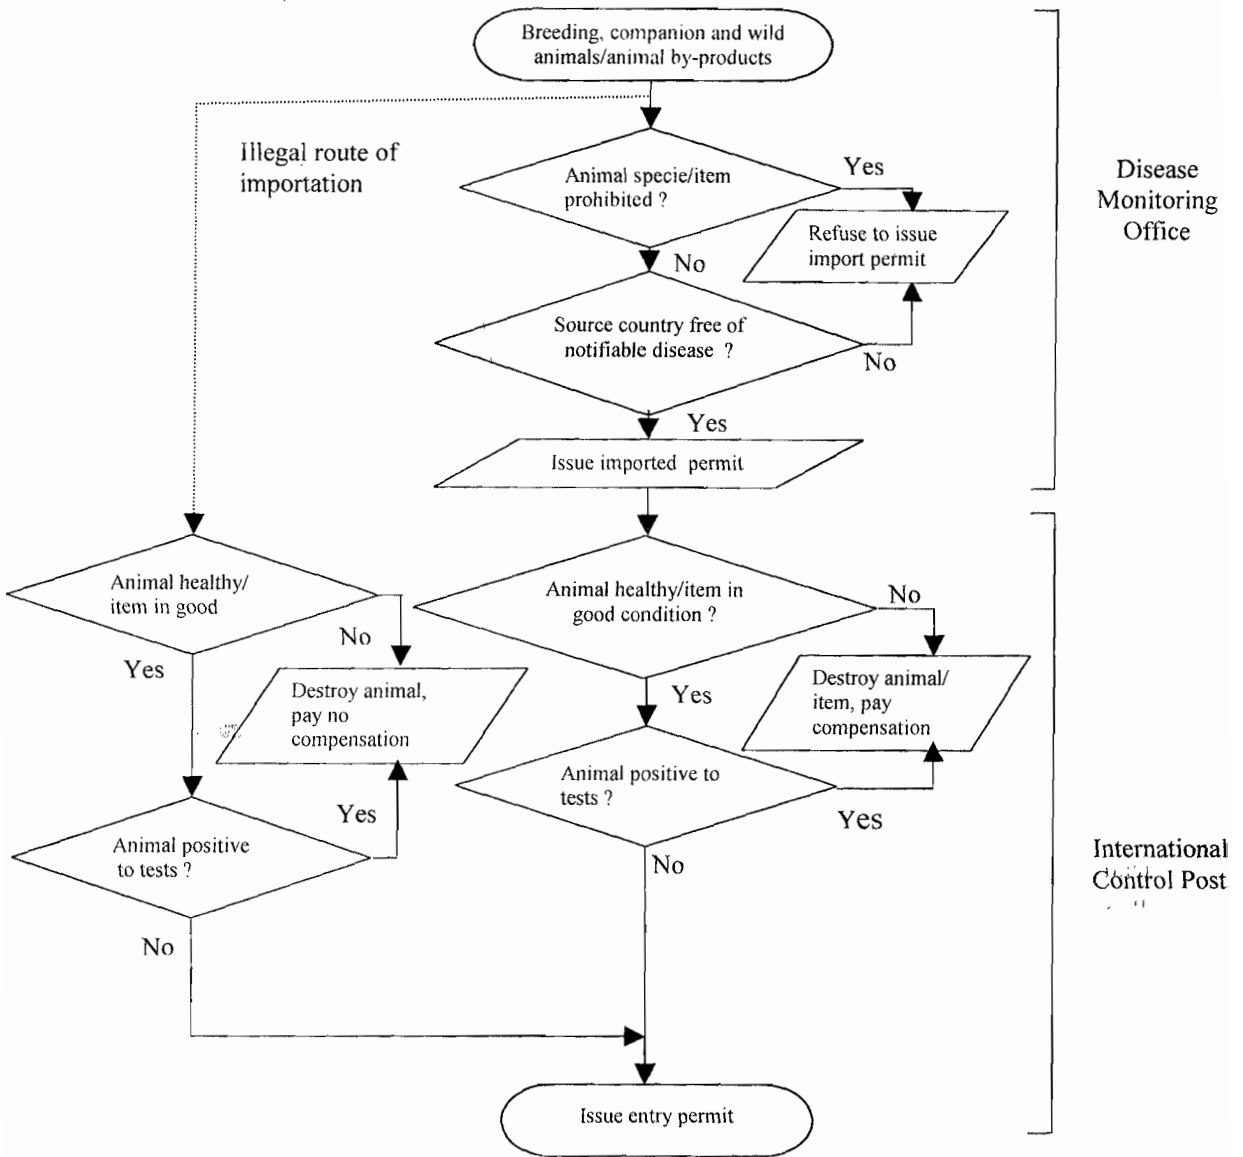 Breeding, companion and wild
animals/animal by-products
Illegal route of
importation
Animal specie/item
prohibited ?
Yes
Refuse to issue
import permit
Disease
Monitoring
Office
No
Source country free of
notifiable disease ?
No
Yes
Issue imported permit
Animal healthy/
item in good
Animal healthy/item in
good condition ?
No
No
Yes
Destroy animal,
pay no
compensation
Yes
Destroy animal/
item, pay
compensation
Animal positive to
tests ?
Yes
Yes
Animal positive
to tests ?
No
International
Control Post
No
Issue entry permit